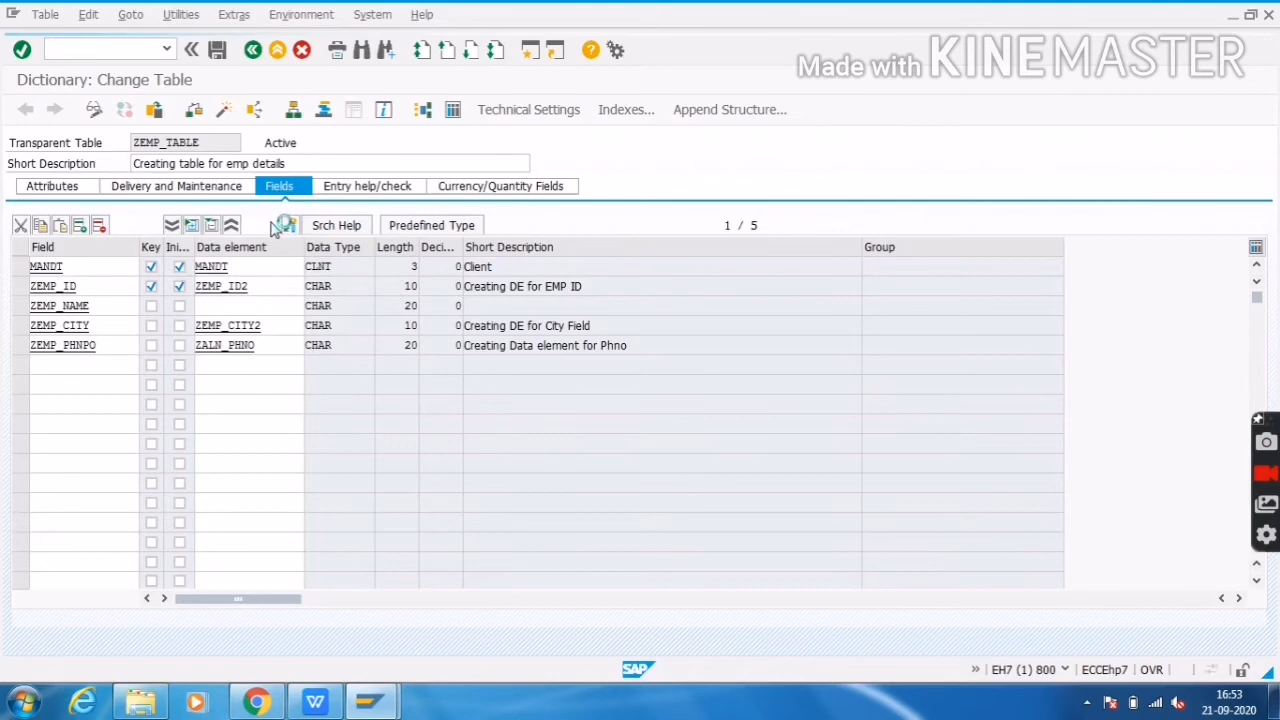 Table Edit Goto Utilities Extras Environment System Help
Made with KINEMASTER
Dictionary: Change Table
Technical Settings Indexes... Append Structure...
Transparent Table ZEMP_TABLE Active
Short Description Creating table for emp details
Attributes Delivery and Maintenance Fields Entry help/check Currency/Quantity Fields
Srch Help Predefined Type 1 / 5
Field Key Ini... Data element Data Type Length Deci... Short Description Group
MANDT MANDT CLNT 3 0 Client
ZEMP_ID ZEMP_ID2 CHAR 10 0 Creating DE for EMP ID
ZEMP_NAME CHAR 20 0
ZEMP_CITY ZEMP_CITY2 CHAR 10 0 Creating DE for City Field
ZEMP_PHNPO ZALN_PHNO CHAR 20 0 Creating Data element for Phno
SAP
EH7 (1) 800 ECCEhp7 OVR
16:53
21-09-2020